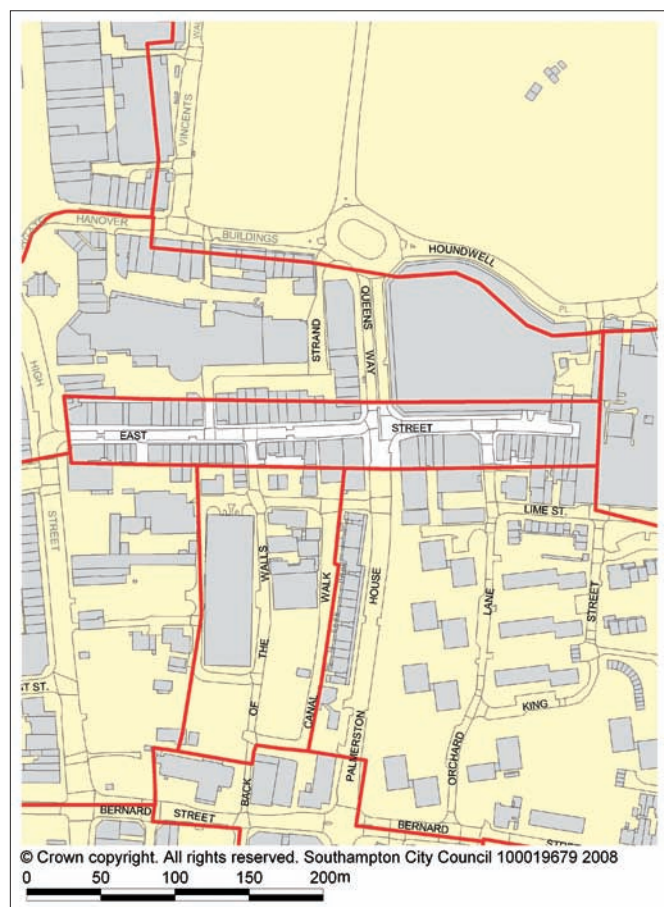 WAL
VINCENTS
HANOVER
BUILDINGS
HOUNDWELL
PL
HIGH
STRAND
QUEENS
WAY
EAST
STREET
STREET
LIME ST.
THE
WALLS
OF
BACK
CANAL
WALK
HOUSE
PALMERSTON
LANE
ORCHARD
STREET
KING
ST ST.
BERNARD
STREET
BERNARD
STREET
© Crown copyright. All rights reserved. Southampton City Council 100019679 2008
0 50 100 150 200m